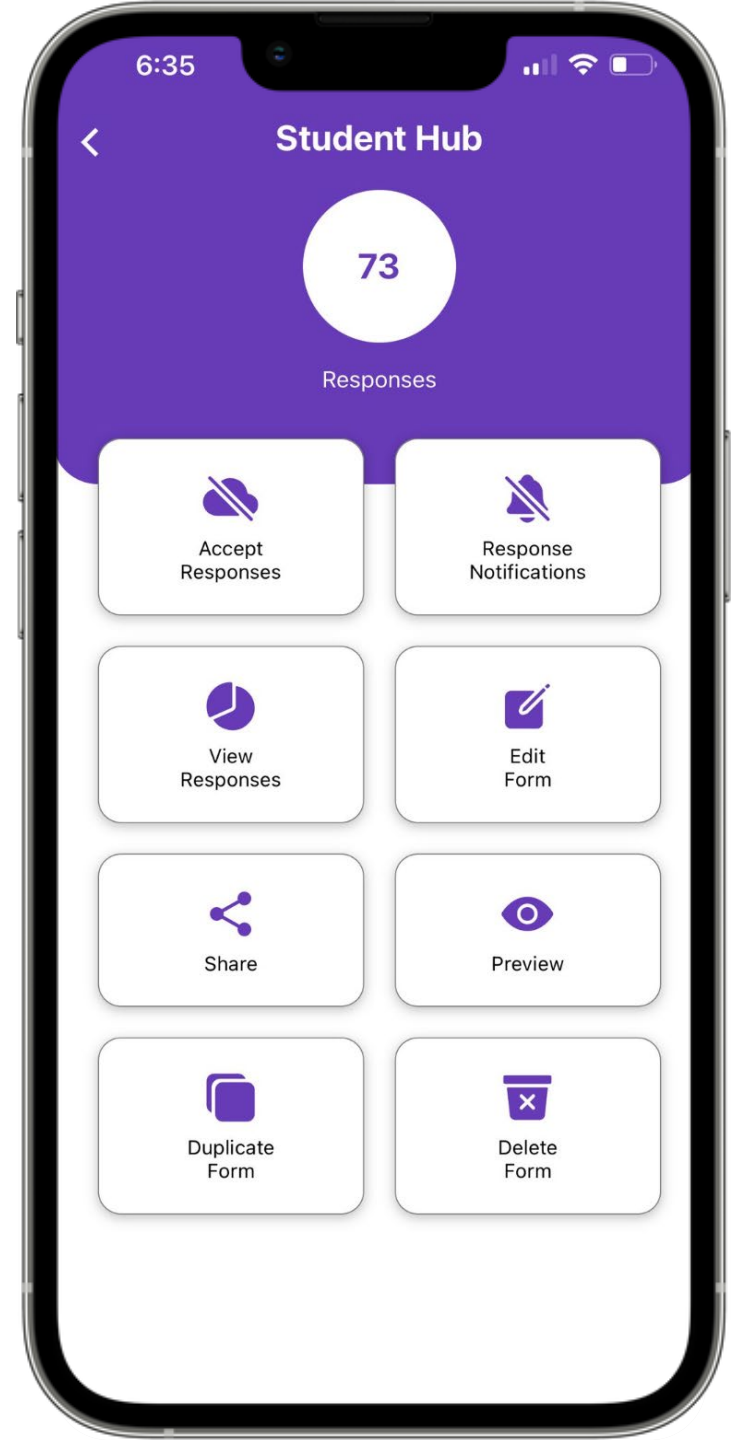 6:35
Student Hub
73
Responses
Accept
Responses
Response
Notifications
View
Responses
Edit
Form
Share
Preview
Duplicate
Form
Delete
Form